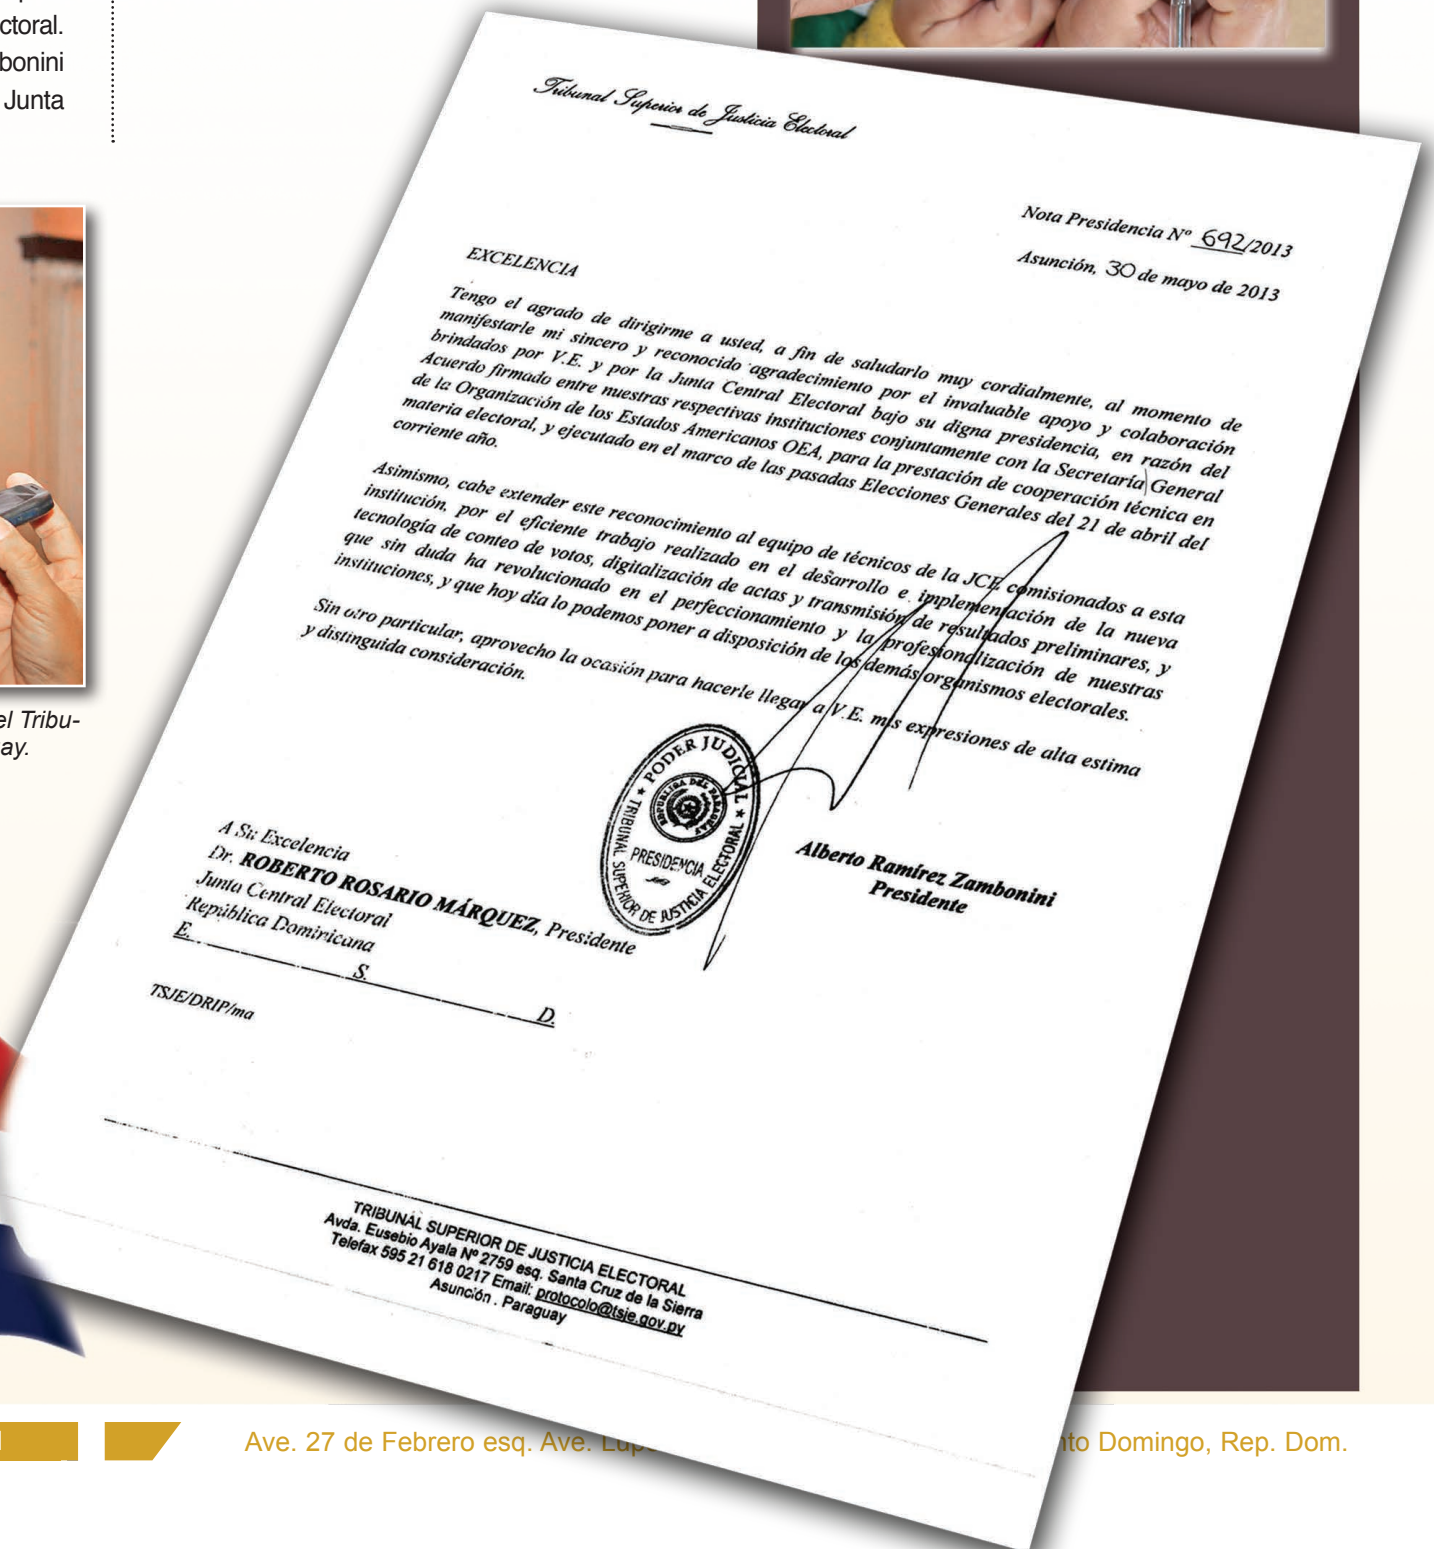 ctoral.
bonini
Junta
el Tribu-
ay.
Tribunal Superior de Justicia Electoral
Nota Presidencia Nº 692/2013
Asunción, 30 de mayo de 2013
EXCELENCIA
Tengo el agrado de dirigirme a usted, a fin de saludarlo muy cordialmente, al momento de
manifestarle mi sincero y reconocido agradecimiento por el invaluable apoyo y colaboración
brindados por V.E. y por la Junta Central Electoral bajo su digna presidencia, en razón del
Acuerdo firmado entre nuestras respectivas instituciones conjuntamente con la Secretaría General
de la Organización de los Estados Americanos OEA, para la prestación de cooperación técnica en
materia electoral, y ejecutado en el marco de las pasadas Elecciones Generales del 21 de abril del
corriente año.
Asimismo, cabe extender este reconocimiento al equipo de técnicos de la JCE comisionados a esta
institución, por el eficiente trabajo realizado en el desarrollo e implementación de la nueva
tecnología de conteo de votos, digitalización de actas y transmisión de resultados preliminares, y
que sin duda ha revolucionado en el perfeccionamiento y la profesionalización de nuestras
instituciones, y que hoy día lo podemos poner a disposición de los demás organismos electorales.
Sin otro particular, aprovecho la ocasión para hacerle llegar a V.E. mis expresiones de alta estima
y distinguida consideración.
PODER JUDICIAL
REPUBLICA DEL PARAGUAY
PRESIDENCIA
TRIBUNAL SUPERIOR DE JUSTICIA ELECTORAL
Alberto Ramírez Zambonini
Presidente
A Su Excelencia
Dr. ROBERTO ROSARIO MÁRQUEZ, Presidente
Junta Central Electoral
República Dominicana
E. S. D.
TSJE/DRIP/ma
TRIBUNAL SUPERIOR DE JUSTICIA ELECTORAL
Avda. Eusebio Ayala Nº 2759 esq. Santa Cruz de la Sierra
Telefax 595 21 618 0217 Email: protocolo@tsje.gov.py
Asunción . Paraguay
Ave. 27 de Febrero esq. Ave. nto Domingo, Rep. Dom.